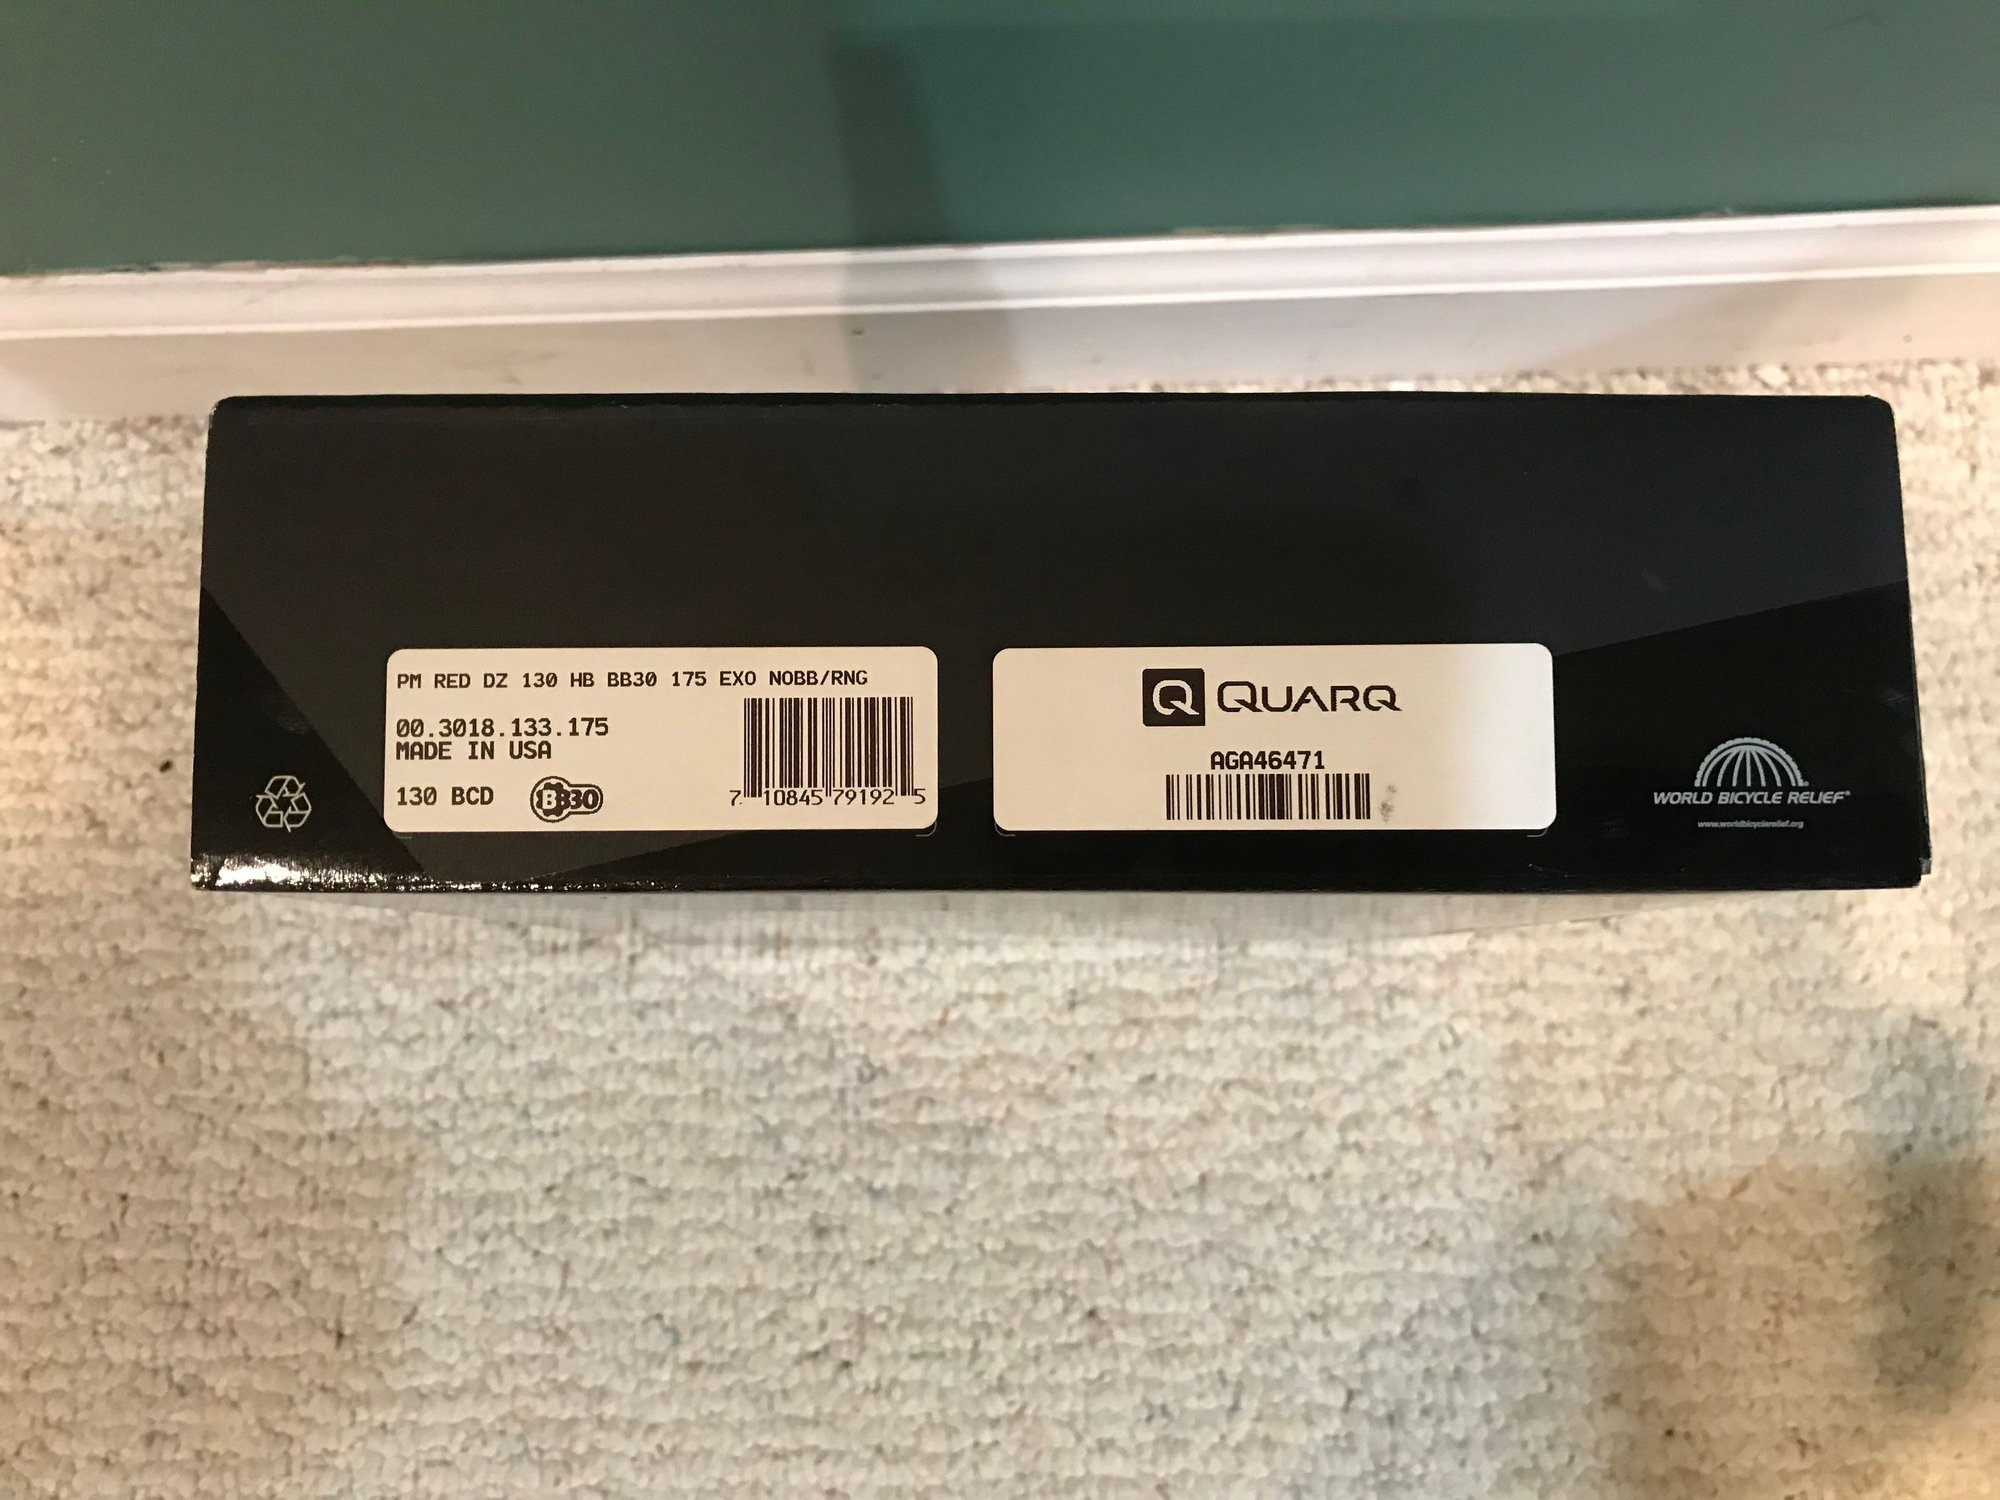 PM RED DZ 130 HB BB30 175 EXO NOBB/RNG
00.3018.133.175
MADE IN USA
130 BCD
BB30
7 10845 79192 5
Q QUARQ
AGA46471
WORLD BICYCLE RELIEF®
www.worldbicyclerelief.org